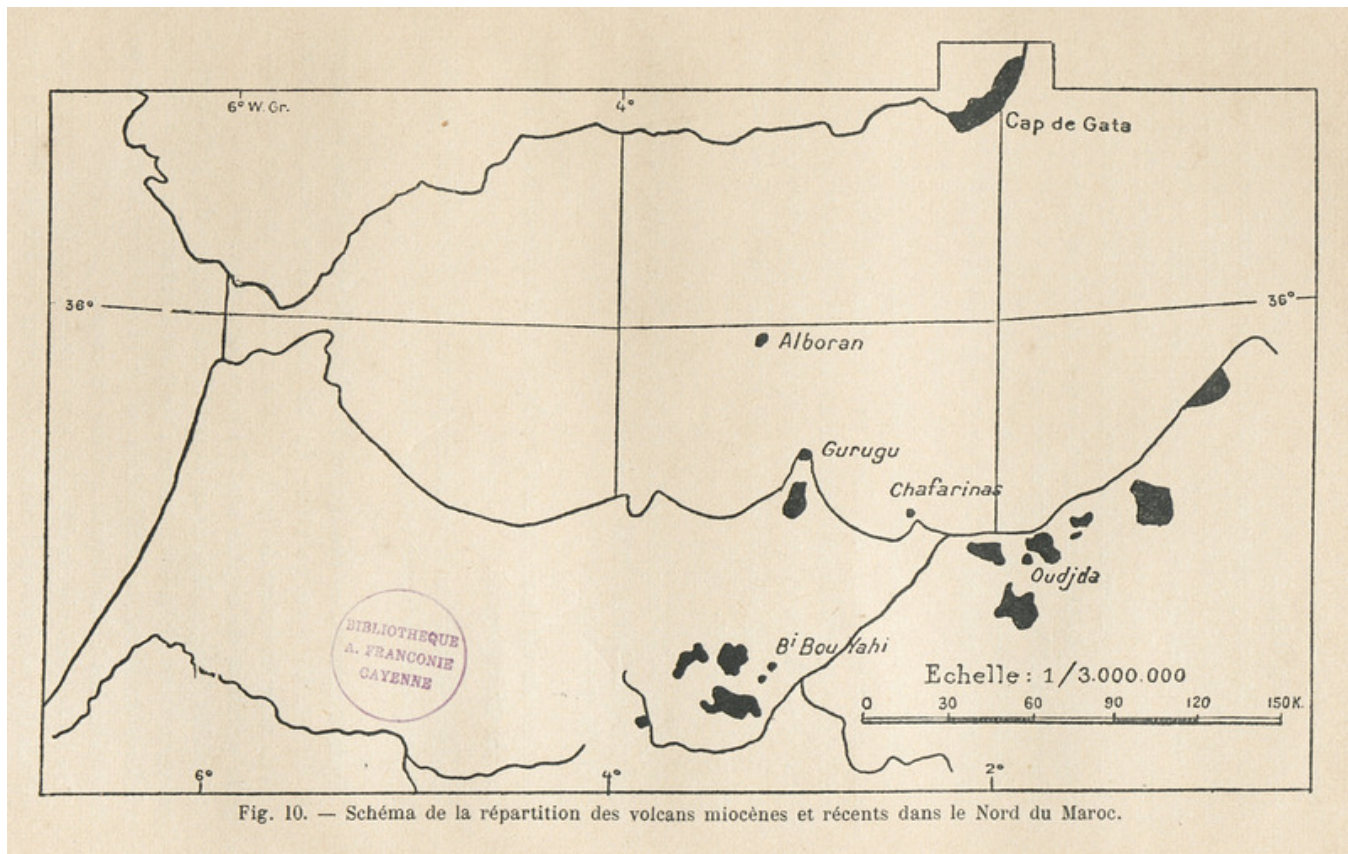 6° W. Gr.
4°
Cap de Gata
36°
36°
Alboran
Gurugu
Chafarinas
Oudjda
Bi Bou Yahi
BIBLIOTHEQUE
A. FRANCONIE
CAYENNE
Echelle: 1/3.000.000
0 30 60 90 120 150 K.
6°
4°
2°
Fig. 10. — Schéma de la répartition des volcans miocènes et récents dans le Nord du Maroc.